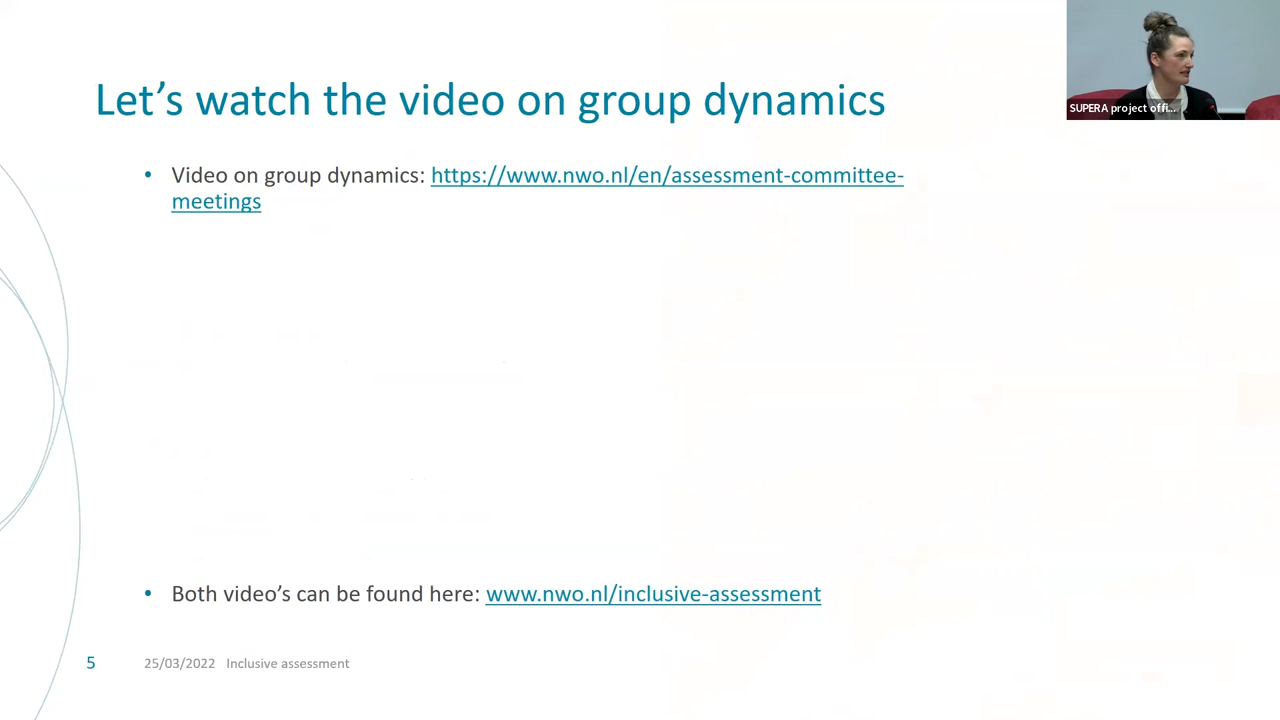 Let’s watch the video on group dynamics
SUPERA project offi...
• Video on group dynamics: https://www.nwo.nl/en/assessment-committee-
meetings
• Both video’s can be found here: www.nwo.nl/inclusive-assessment
5 25/03/2022 Inclusive assessment